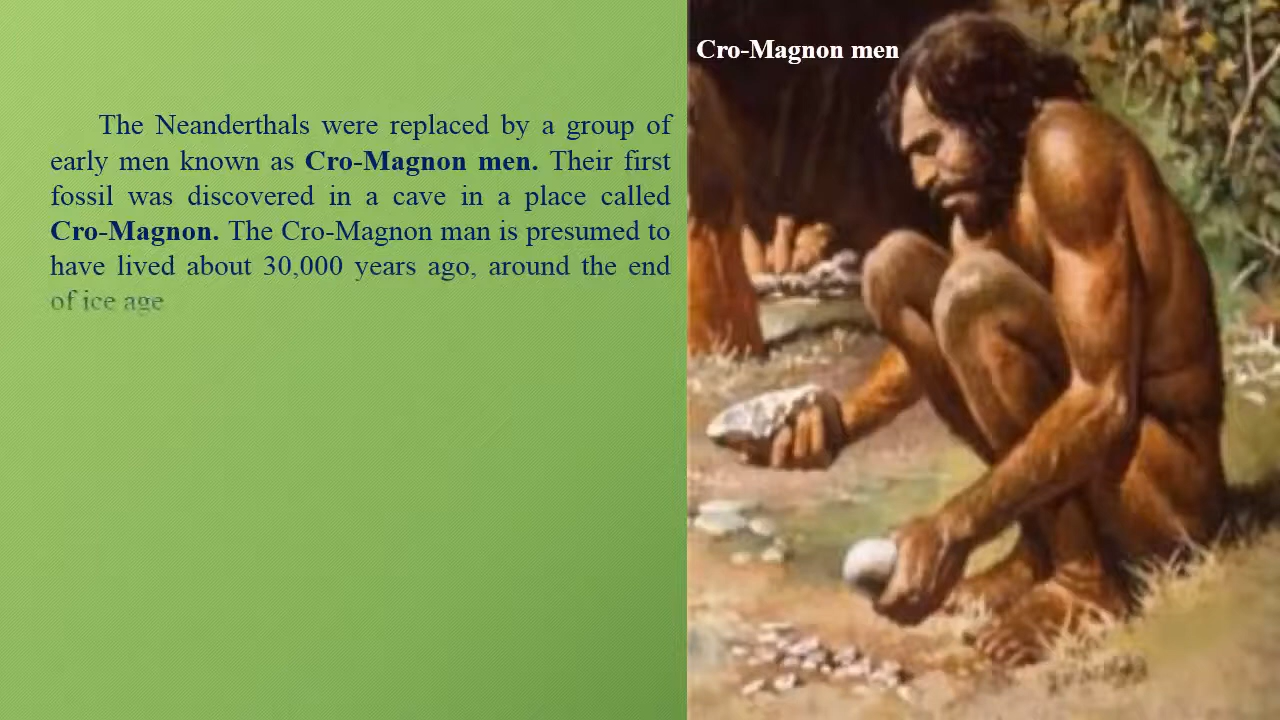 The Neanderthals were replaced by a group of
early men known as Cro-Magnon men. Their first
fossil was discovered in a cave in a place called
Cro-Magnon. The Cro-Magnon man is presumed to
have lived about 30,000 years ago, around the end
of ice age
Cro-Magnon men